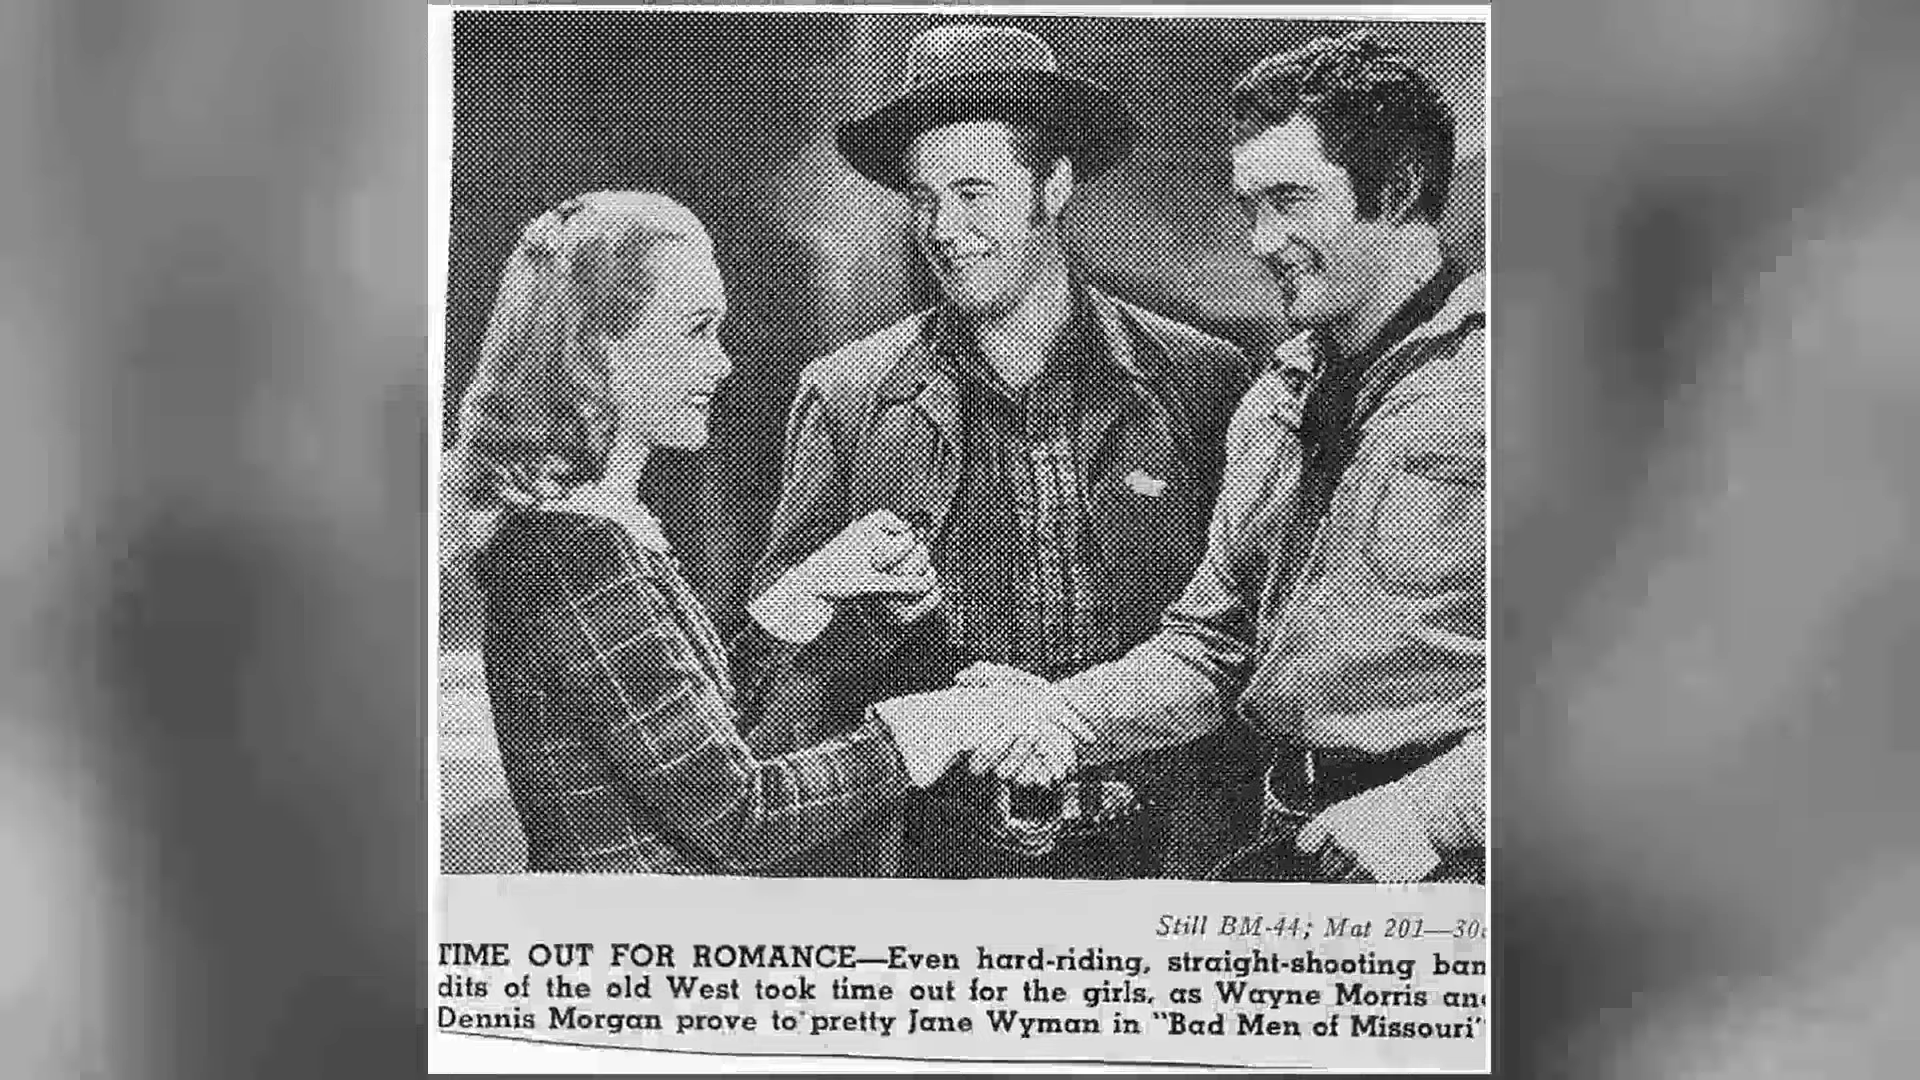 Still BM-44; Mat 201—30
TIME OUT FOR ROMANCE—Even hard-riding, straight-shooting ban
dits of the old West took time out for the girls, as Wayne Morris an
Dennis Morgan prove to pretty Jane Wyman in "Bad Men of Missouri"